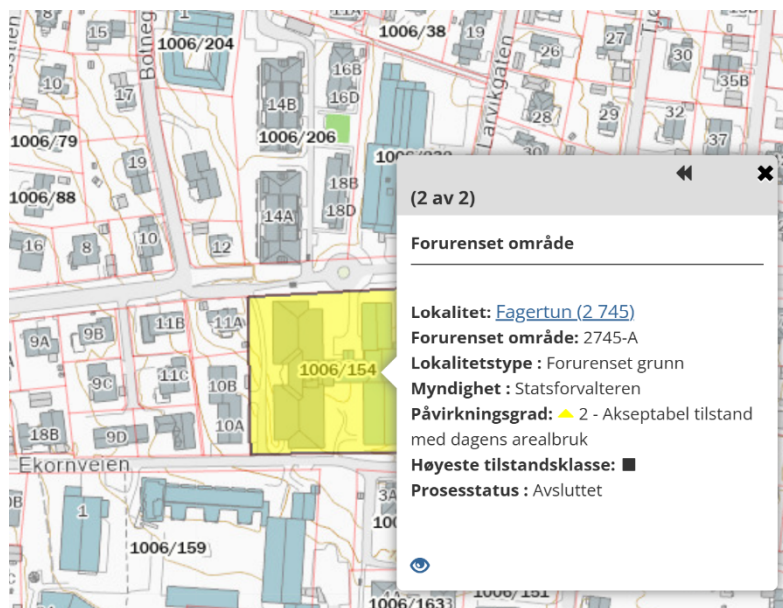 15
1006/204
Bolneg
10
17
1006/79
19
1006/88
16
8
10
12
14B
16B
16D
1006/206
18B
18D
14A
1006/38
19
Larvikgaten
26
27
28
29
30
30
35B
32
37
(2 av 2)
Forurenset område
Lokalitet: Fagertun (2 745)
Forurenset område: 2745-A
Lokalitetstype : Forurenset grunn
Myndighet : Statsforvalteren
Påvirkningsgrad: 2 - Akseptabel tilstand
med dagens arealbruk
Høyeste tilstandsklasse:
Prosesstatus : Avsluttet
9A
9B
11B
11A
9C
11C
10B
10A
18B
9D
1006/154
Ekornveien
1
1006/159
3A
1006/163